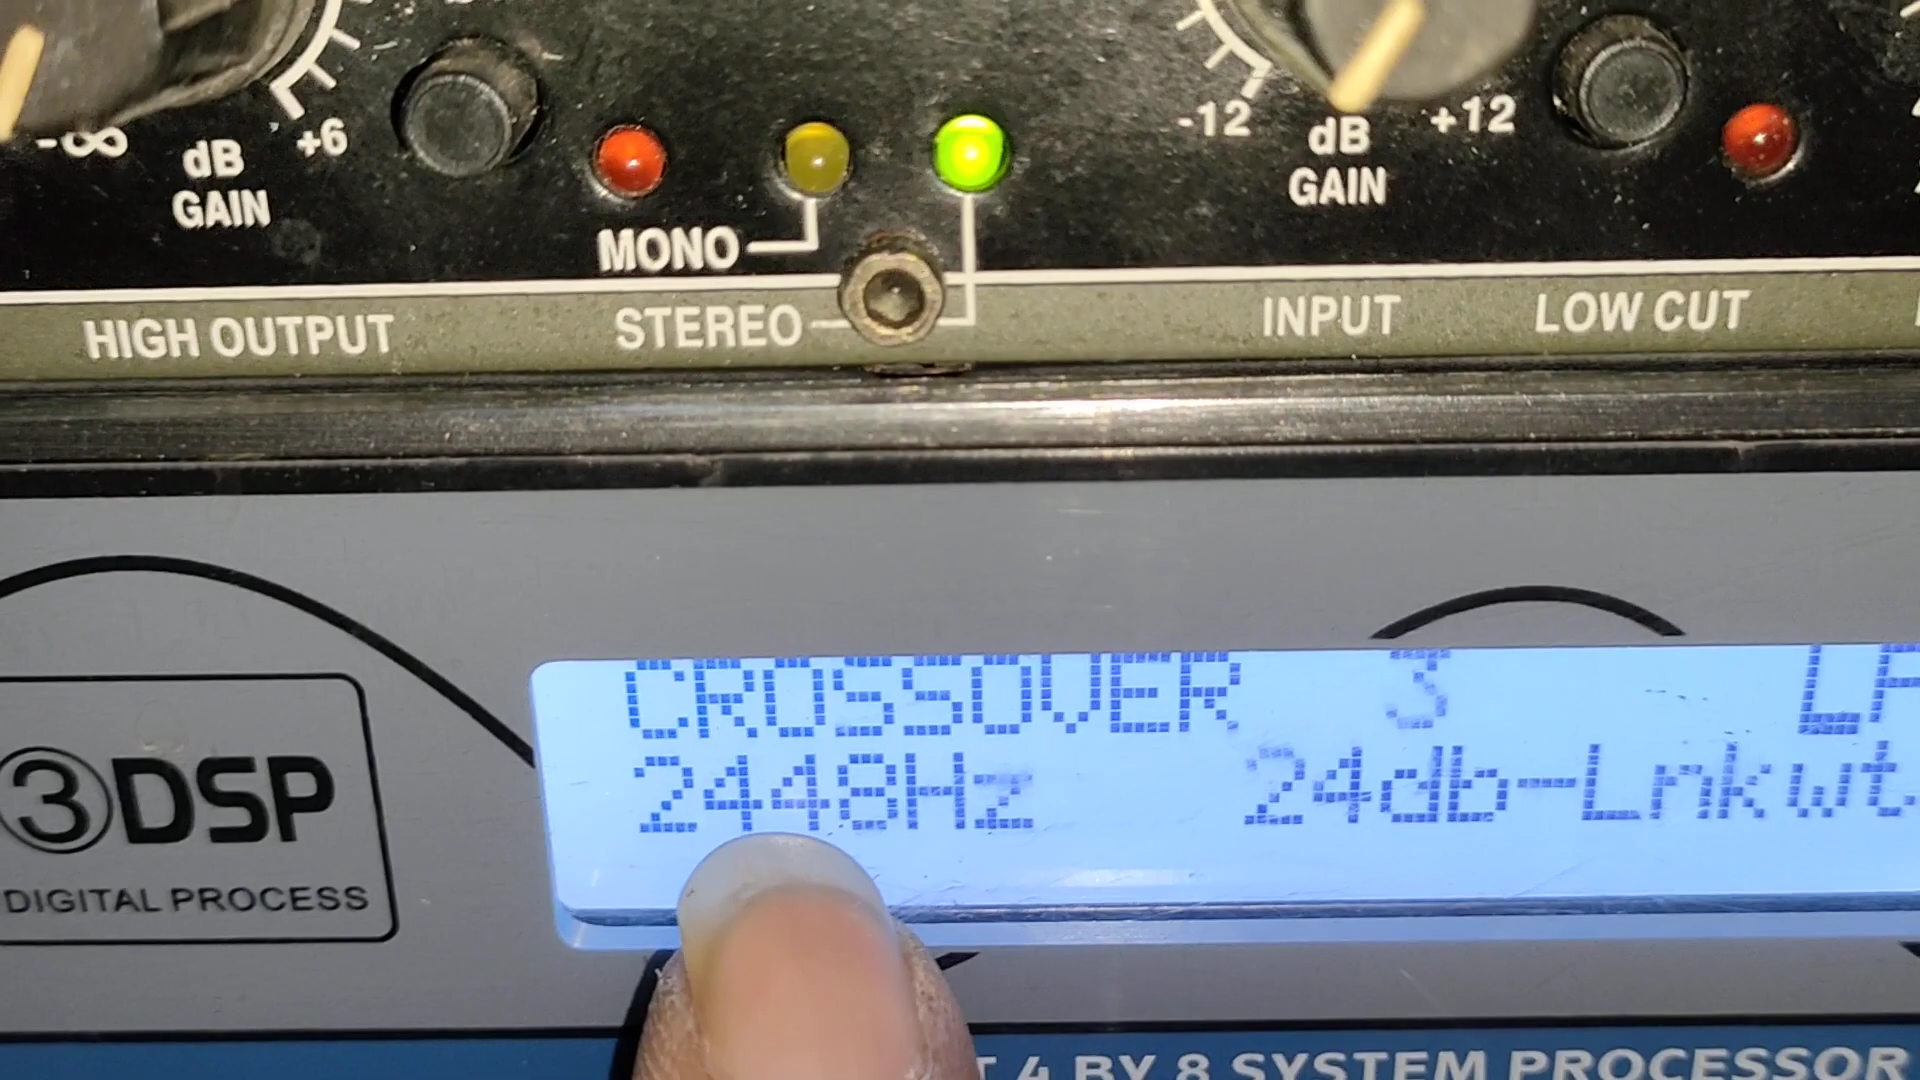 -∞
dB
GAIN
+6
-12
dB
GAIN
+12
MONO
STEREO
HIGH OUTPUT
INPUT
LOW CUT
CROSSOVER 3
2448Hz 24db-Lnkwt
3DSP
DIGITAL PROCESS
4 BY 8 SYSTEM PROCESSOR